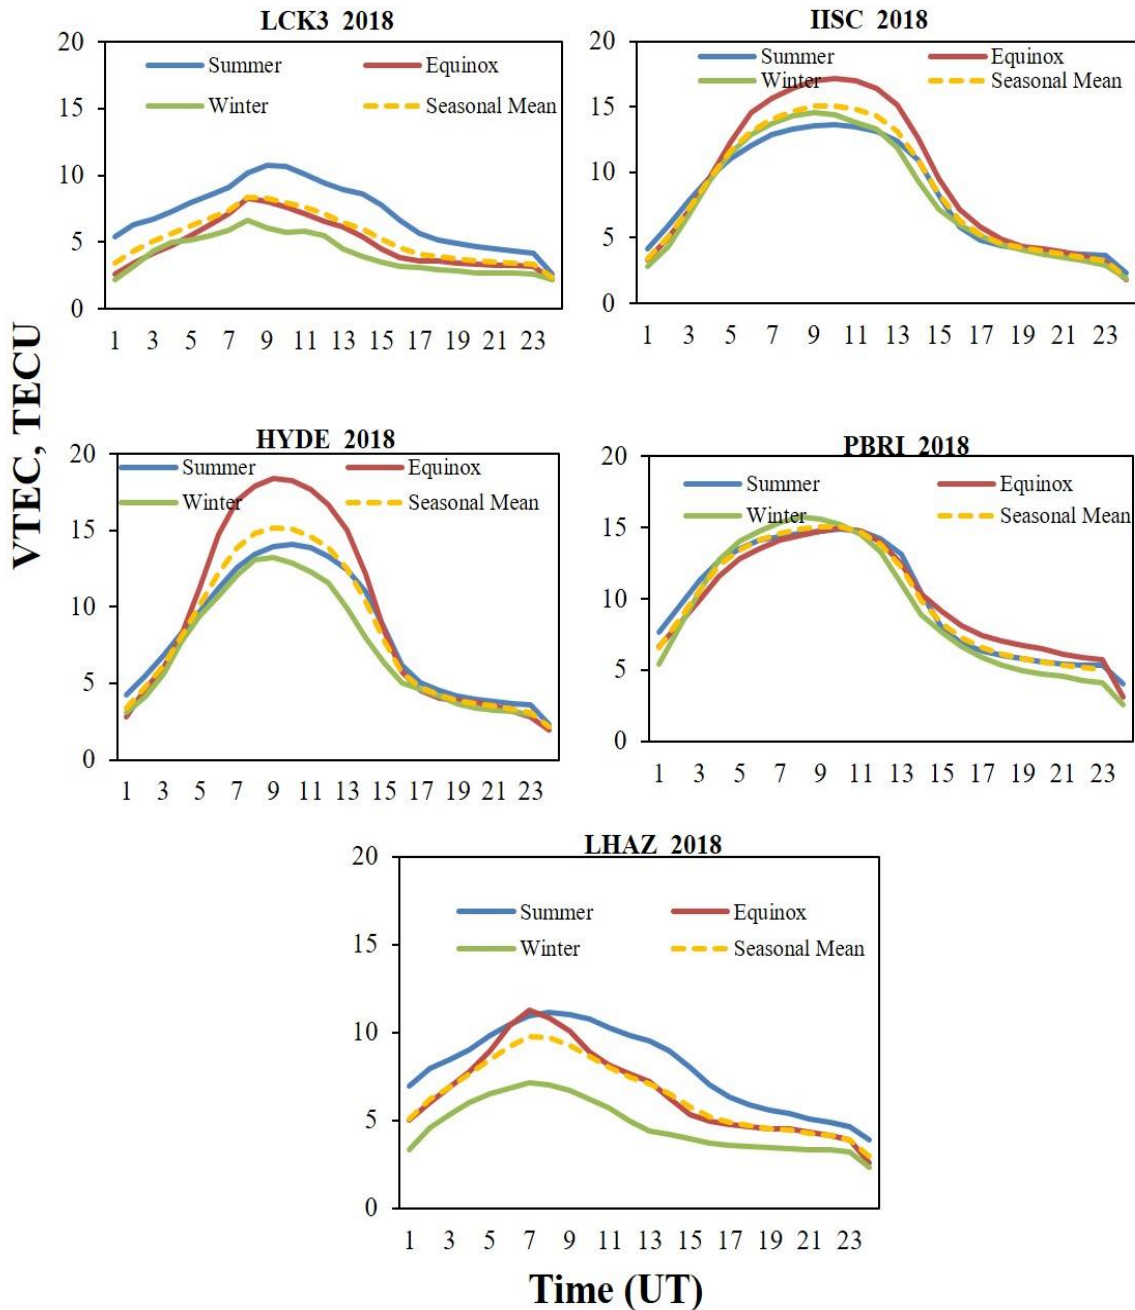 LCK3 2018
20
15
10
5
0
Summer Equinox
Winter Seasonal Mean
1 3 5 7 9 11 13 15 17 19 21 23
IISC 2018
20
15
10
5
0
Summer Equinox
Winter Seasonal Mean
1 3 5 7 9 11 13 15 17 19 21 23
VTEC, TECU
HYDE 2018
20
15
10
5
0
Summer Equinox
Winter Seasonal Mean
1 3 5 7 9 11 13 15 17 19 21 23
PBRI 2018
20
15
10
5
0
Summer Equinox
Winter Seasonal Mean
1 3 5 7 9 11 13 15 17 19 21 23
LHAZ 2018
20
15
10
5
0
Summer Equinox
Winter Seasonal Mean
1 3 5 7 9 11 13 15 17 19 21 23
Time (UT)